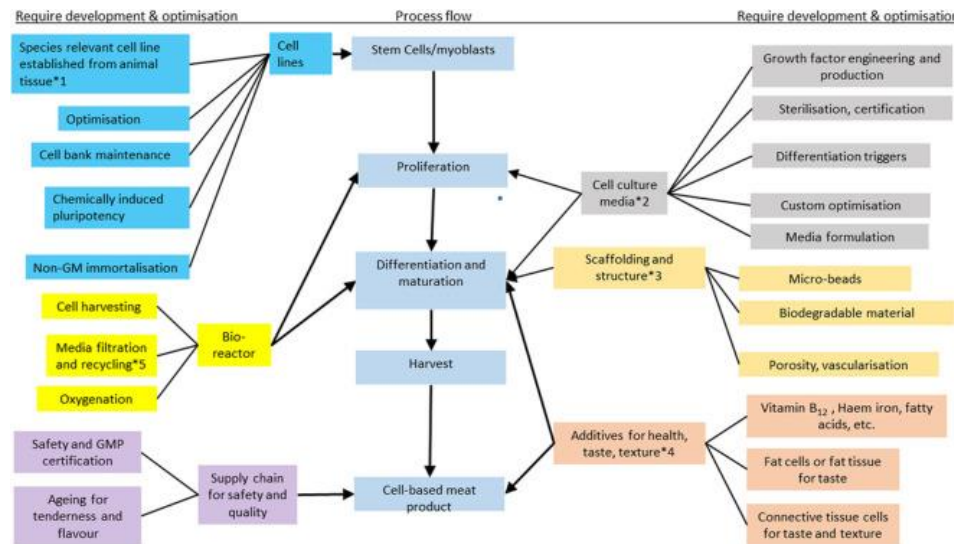 Require development & optimisation
Process flow
Require development & optimisation
Species relevant cell line
established from animal
tissue*1
Optimisation
Cell bank maintenance
Chemically induced
pluripotency
Non-GM immortalisation
Cell
lines
Cell harvesting
Media filtration
and recycling*5
Oxygenation
Bio-
reactor
Safety and GMP
certification
Ageing for
tenderness and
flavour
Supply chain
for safety and
quality
Stem Cells/myoblasts
Proliferation
Differentiation and
maturation
Harvest
Cell-based meat
product
Cell culture
media*2
Scaffolding and
structure*3
Additives for health,
taste, texture*4
Growth factor engineering and
production
Sterilisation, certification
Differentiation triggers
Custom optimisation
Media formulation
Micro-beads
Biodegradable material
Porosity, vascularisation
Vitamin B₁₂ , Haem iron, fatty
acids, etc.
Fat cells or fat tissue
for taste
Connective tissue cells
for taste and texture